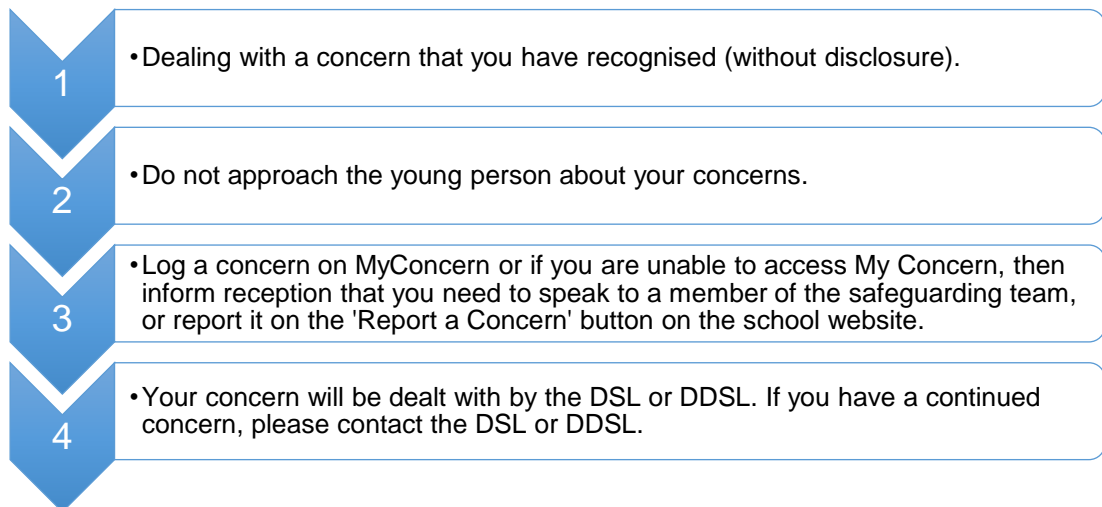 1
•Dealing with a concern that you have recognised (without disclosure).
2
•Do not approach the young person about your concerns.
3
•Log a concern on MyConcern or if you are unable to access My Concern, then
inform reception that you need to speak to a member of the safeguarding team,
or report it on the 'Report a Concern' button on the school website.
4
•Your concern will be dealt with by the DSL or DDSL. If you have a continued
concern, please contact the DSL or DDSL.